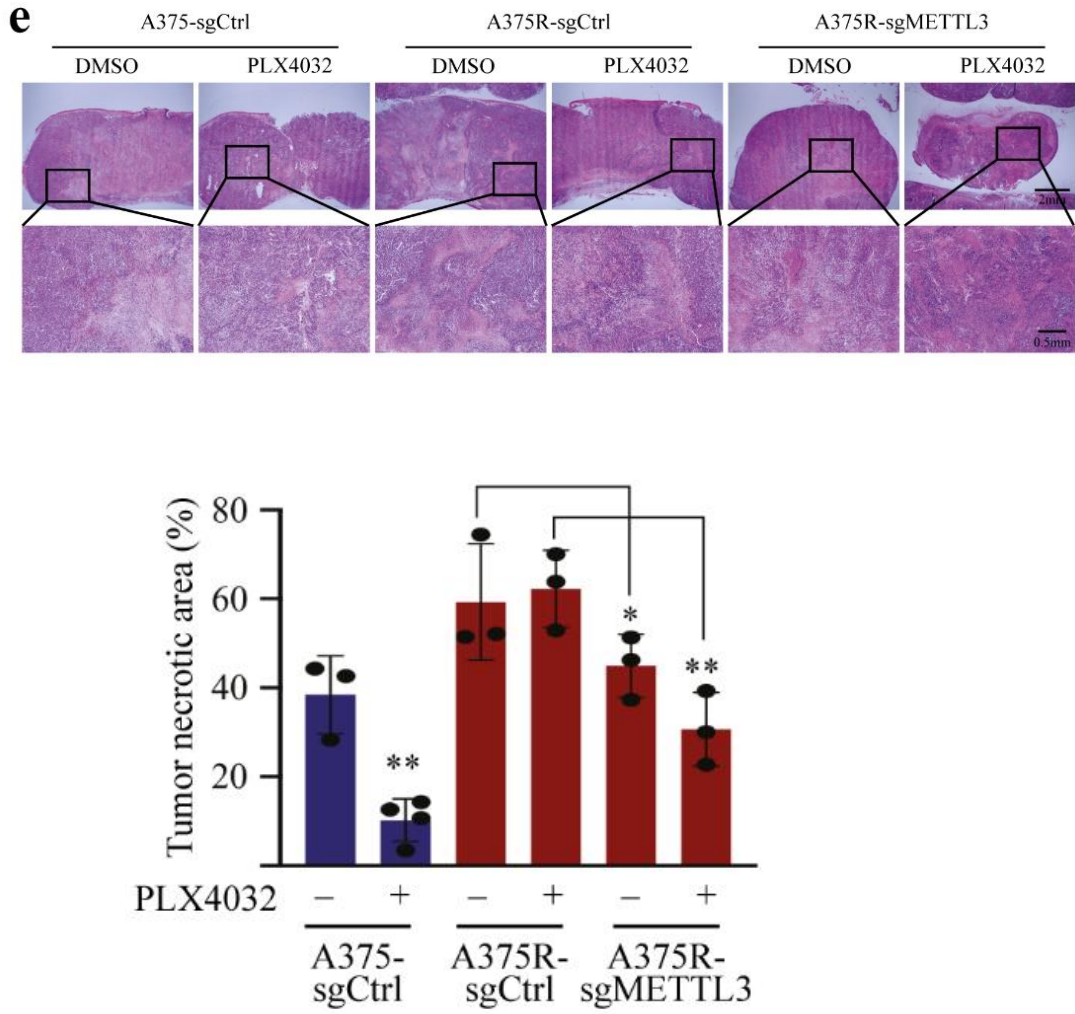 e
A375-sgCtrl A375R-sgCtrl A375R-sgMETTL3
DMSO PLX4032 DMSO PLX4032 DMSO PLX4032
2mm
0.5mm
80
60
40
20
Tumor necrotic area (%)
**
*
**
PLX4032 – + – + – +
A375- A375R- A375R-
sgCtrl sgCtrl sgMETTL3